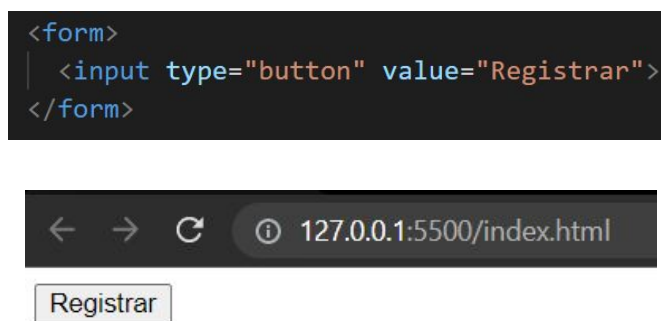 <form>
<input type="button" value="Registrar">
</form>
127.0.0.1:5500/index.html
Registrar